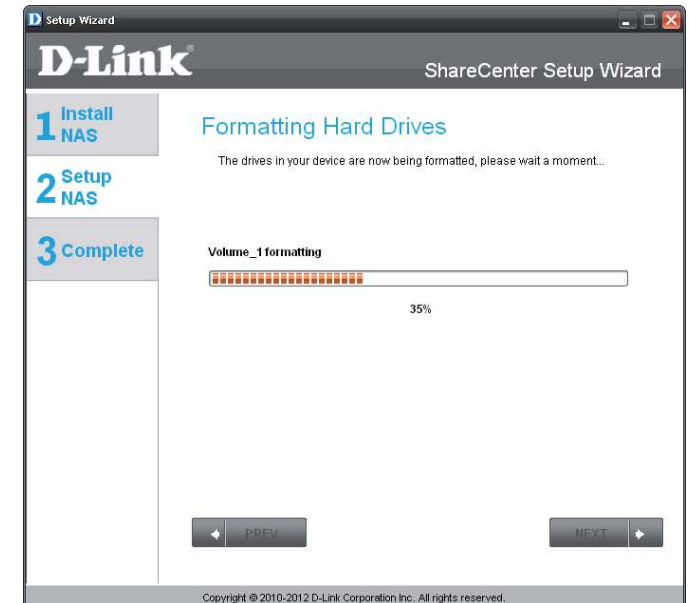 Setup Wizard
D-Link®
ShareCenter Setup Wizard
1 Install
NAS
2 Setup
NAS
3 Complete
Formatting Hard Drives
The drives in your device are now being formatted, please wait a moment...
Volume_1 formatting
35%
PREV
NEXT
Copyright © 2010-2012 D-Link Corporation Inc. All rights reserved.